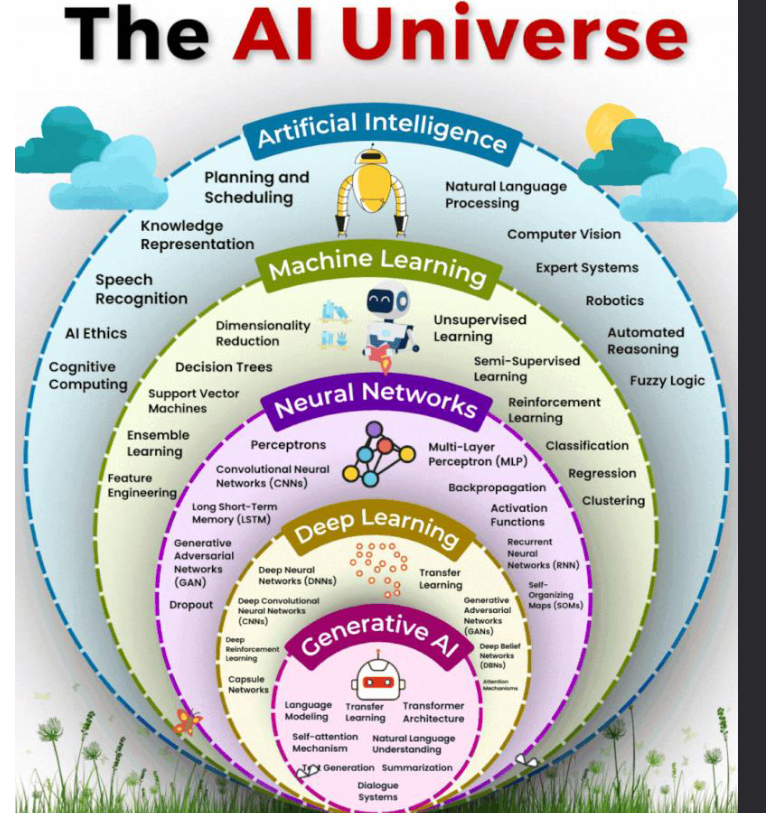 The AI Universe
Artificial Intelligence
Planning and
Scheduling
Natural Language
Processing
Knowledge
Representation
Computer Vision
Speech
Recognition
Expert Systems
Robotics
AI Ethics
Automated
Reasoning
Cognitive
Computing
Fuzzy Logic
Machine Learning
Dimensionality
Reduction
Unsupervised
Learning
Decision Trees
Semi-Supervised
Learning
Support Vector
Machines
Reinforcement
Learning
Ensemble
Learning
Classification
Feature
Engineering
Regression
Clustering
Neural Networks
Perceptrons
Multi-Layer
Perceptron (MLP)
Convolutional Neural
Networks (CNNs)
Backpropagation
Long Short-Term
Memory (LSTM)
Activation
Functions
Generative
Adversarial
Networks
(GAN)
Recurrent
Neural
Networks (RNN)
Dropout
Self-
Organizing
Maps (SOMs)
Deep Learning
Deep Neural
Networks (DNNs)
Transfer
Learning
Deep Convolutional
Neural Networks
(CNNs)
Generative
Adversarial
Networks
(GANs)
Deep
Reinforcement
Learning
Deep Belief
Networks
(DBNs)
Capsule
Networks
Attention
Mechanisms
Generative AI
Language
Modeling
Transfer
Learning
Transformer
Architecture
Self-attention
Mechanism
Natural Language
Understanding
Text Generation
Summarization
Dialogue
Systems